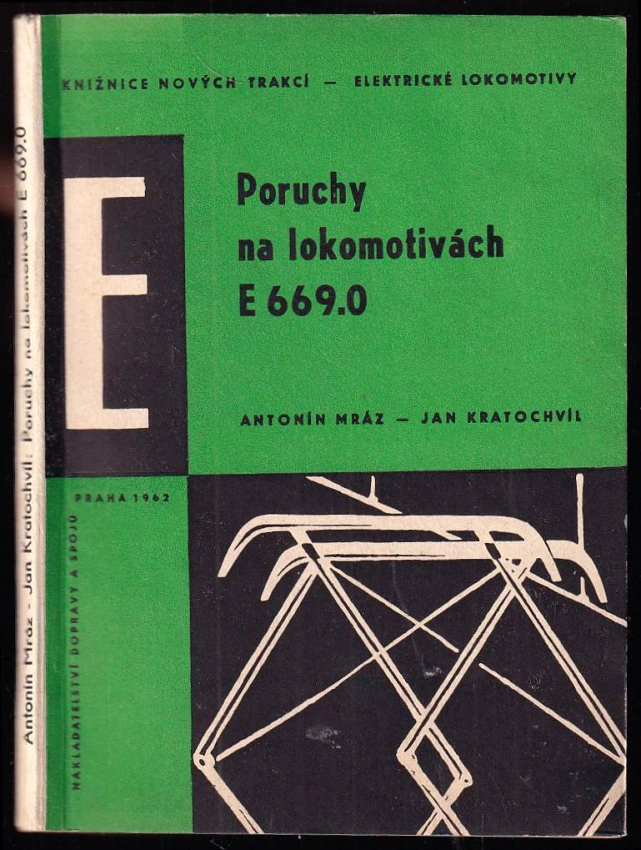 KNIŽNICE NOVÝCH TRAKCÍ — ELEKTRICKÉ LOKOMOTIVY
E
Poruchy
na lokomotivách
E 669.0
ANTONÍN MRÁZ — JAN KRATOCHVÍL
PRAHA 1962
NAKLADATELSTVÍ DOPRAVY A SPOJŮ
Antonín Mráz - Jan Kratochvíl: Poruchy na lokomotivách E 669.0